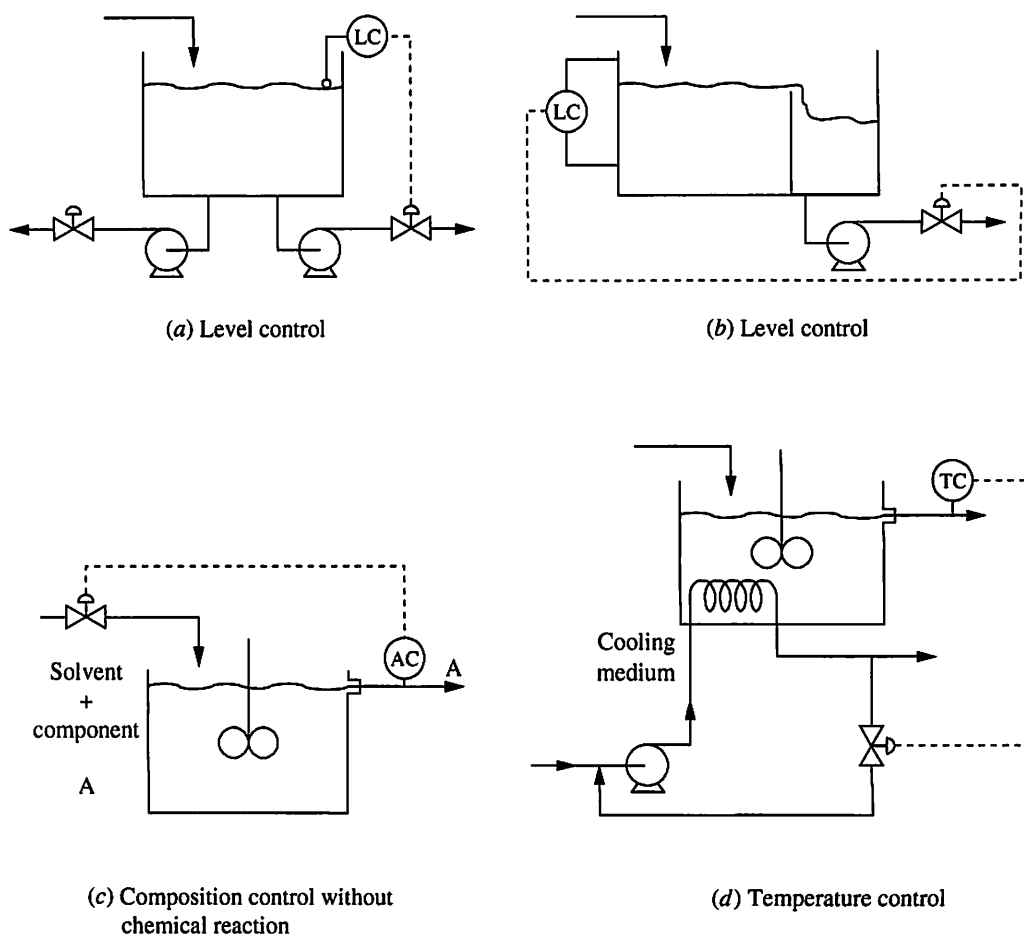 LC
(a) Level control
LC
(b) Level control
Solvent
+
component
A
AC
A
(c) Composition control without
chemical reaction
TC
Cooling
medium
(d) Temperature control